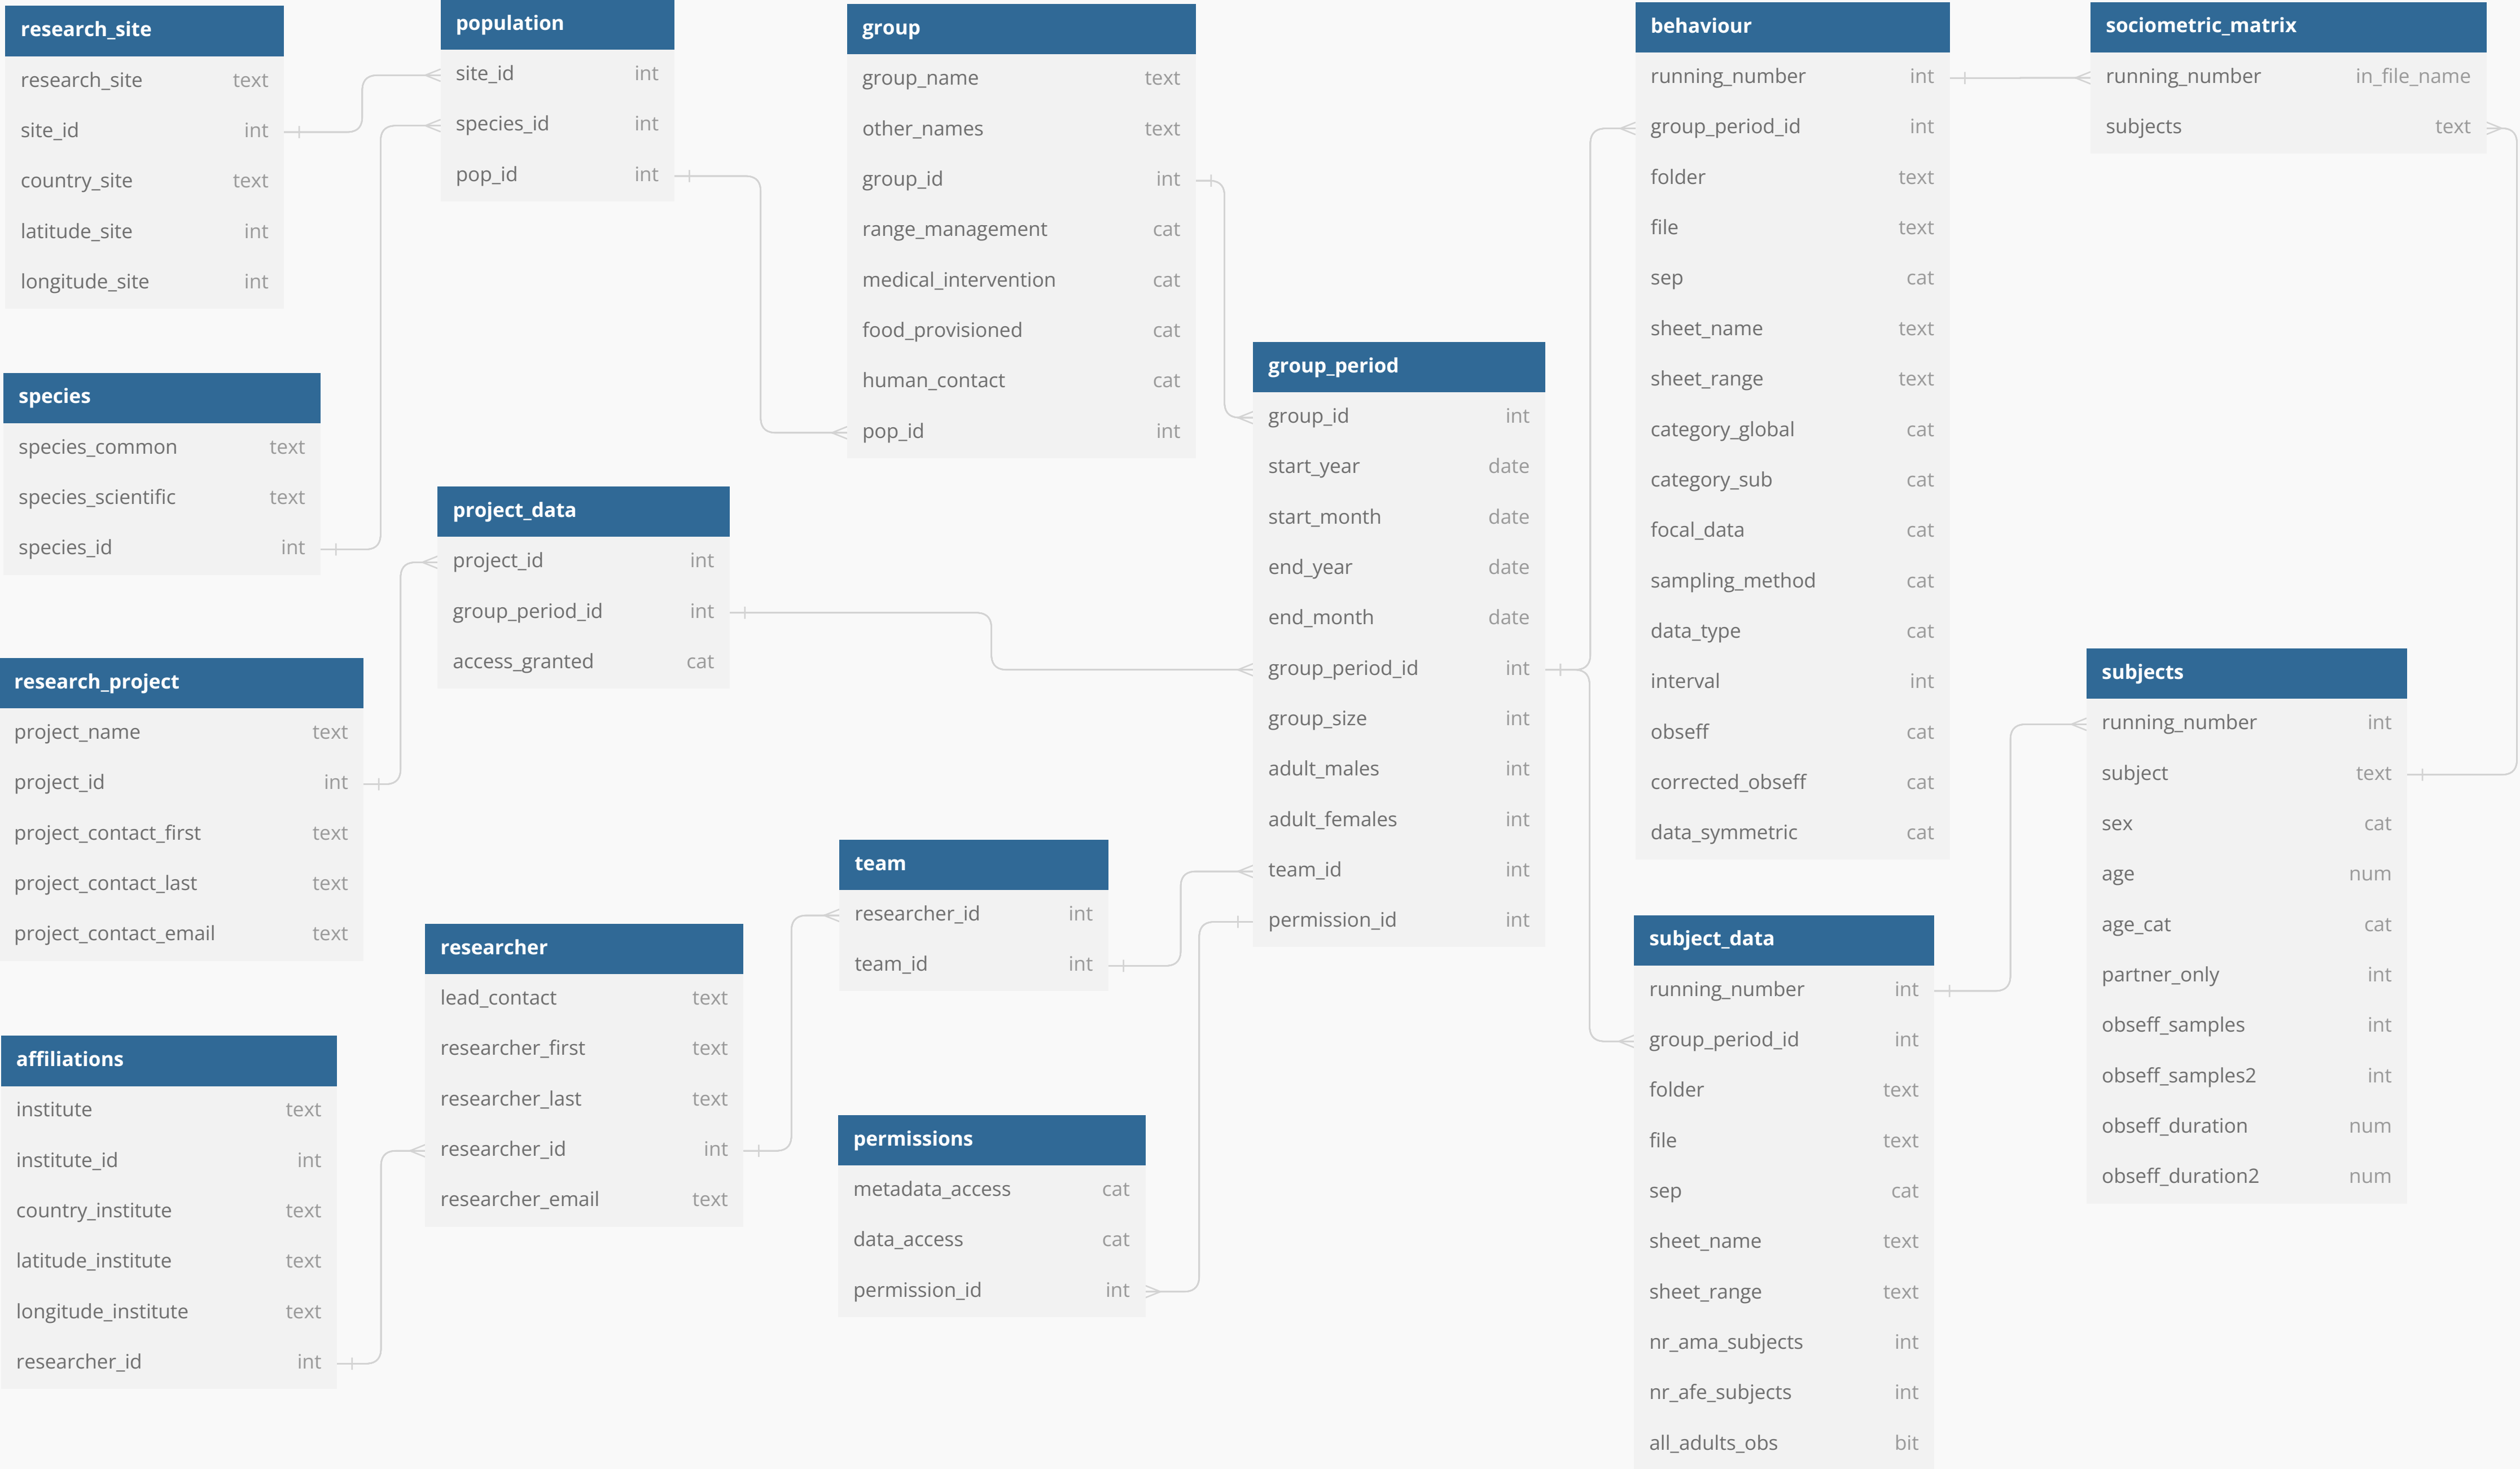 research_site
research_site text
site_id int
country_site text
latitude_site int
longitude_site int
species
species_common text
species_scientific text
species_id int
research_project
project_name text
project_id int
project_contact_first text
project_contact_last text
project_contact_email text
affiliations
institute text
institute_id int
country_institute text
latitude_institute text
longitude_institute text
researcher_id int
population
site_id int
species_id int
pop_id int
project_data
project_id int
group_period_id int
access_granted cat
researcher
lead_contact text
researcher_first text
researcher_last text
researcher_id int
researcher_email text
group
group_name text
other_names text
group_id int
range_management cat
medical_intervention cat
food_provisioned cat
human_contact cat
pop_id int
team
researcher_id int
team_id int
permissions
metadata_access cat
data_access cat
permission_id int
group_period
group_id int
start_year date
start_month date
end_year date
end_month date
group_period_id int
group_size int
adult_males int
adult_females int
team_id int
permission_id int
behaviour
running_number int
group_period_id int
folder text
file text
sep cat
sheet_name text
sheet_range text
category_global cat
category_sub cat
focal_data cat
sampling_method cat
data_type cat
interval int
obseff cat
corrected_obseff cat
data_symmetric cat
subject_data
running_number int
group_period_id int
folder text
file text
sep cat
sheet_name text
sheet_range text
nr_ama_subjects int
nr_afe_subjects int
all_adults_obs bit
sociometric_matrix
running_number in_file_name
subjects text
subjects
running_number int
subject text
sex cat
age num
age_cat cat
partner_only int
obseff_samples int
obseff_samples2 int
obseff_duration num
obseff_duration2 num